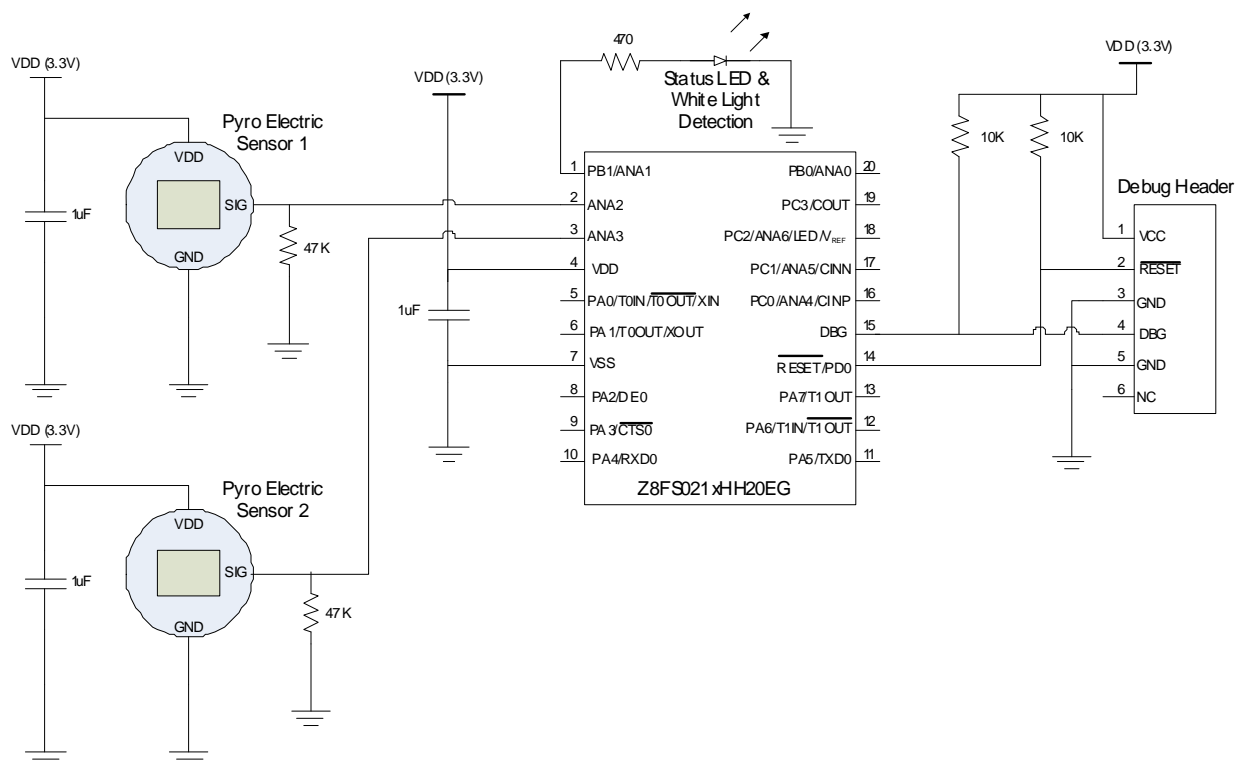 VDD (3.3V)
Pyro Electric
Sensor 1
VDD
SIG
GND
1uF
47K
VDD (3.3V)
Pyro Electric
Sensor 2
VDD
SIG
GND
1uF
47K
VDD (3.3V)
1uF
470
Status LED &
White Light
Detection
1 PB1/ANA1
2 ANA2
3 ANA3
4 VDD
5 PA0/T0IN/T0OUT/XIN
6 PA1/T0OUT/XOUT
7 VSS
8 PA2/DE0
9 PA3/CTS0
10 PA4/RXD0
PB0/ANA0 20
PC3/COUT 19
PC2/ANA6/LED/VREF 18
PC1/ANA5/CINN 17
PC0/ANA4/CINP 16
DBG 15
RESET/PD0 14
PA7/T1OUT 13
PA6/T1IN/T1OUT 12
PA5/TXD0 11
Z8FS021xHH20EG
VDD (3.3V)
10K
10K
Debug Header
1 VCC
2 RESET
3 GND
4 DBG
5 GND
6 NC